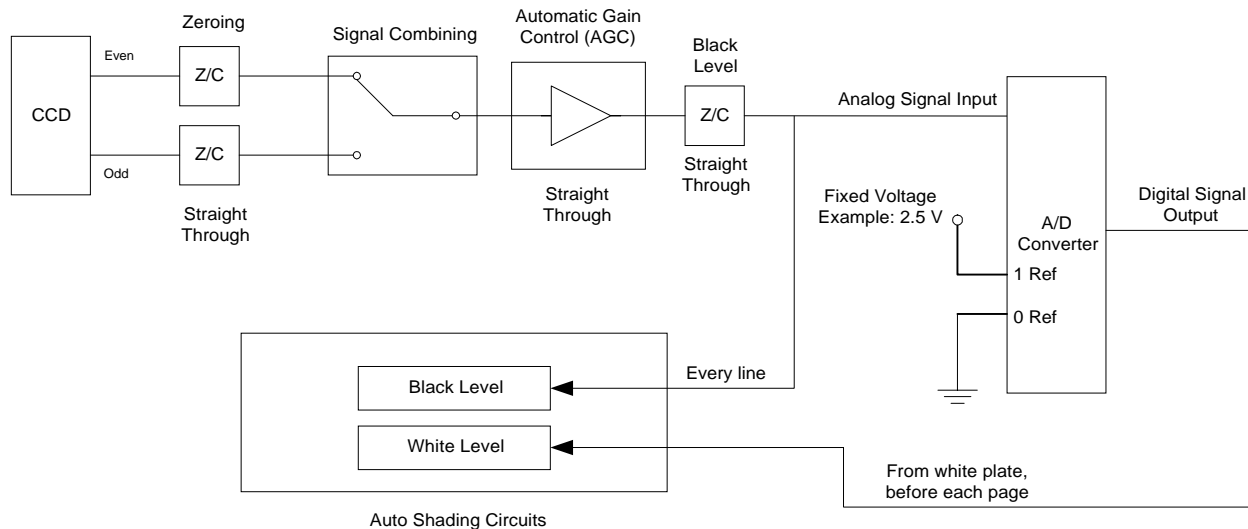 Zeroing
Signal Combining
Automatic Gain
Control (AGC)
Black
Level
CCD
Even
Odd
Z/C
Z/C
Z/C
Straight
Through
Straight
Through
Straight
Through
Analog Signal Input
Fixed Voltage
Example: 2.5 V
A/D
Converter
1 Ref
0 Ref
Digital Signal
Output
Black Level
White Level
Every line
From white plate,
before each page
Auto Shading Circuits